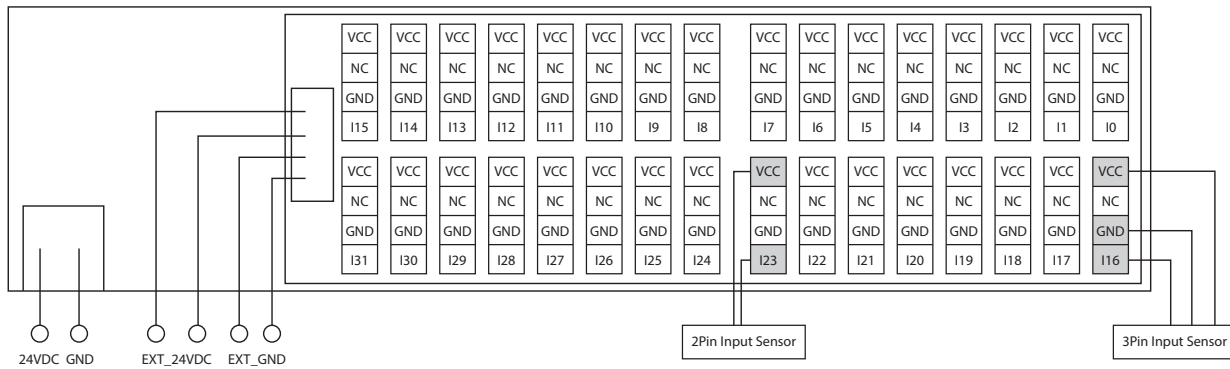 VCC VCC VCC VCC VCC VCC VCC VCC VCC VCC VCC VCC VCC VCC VCC VCC
NC NC NC NC NC NC NC NC NC NC NC NC NC NC NC NC
GND GND GND GND GND GND GND GND GND GND GND GND GND GND GND GND
I15 I14 I13 I12 I11 I10 I9 I8 I7 I6 I5 I4 I3 I2 I1 I0
VCC VCC VCC VCC VCC VCC VCC VCC VCC VCC VCC VCC VCC VCC VCC VCC
NC NC NC NC NC NC NC NC NC NC NC NC NC NC NC NC
GND GND GND GND GND GND GND GND GND GND GND GND GND GND GND GND
I31 I30 I29 I28 I27 I26 I25 I24 I23 I22 I21 I20 I19 I18 I17 I16
2Pin Input Sensor 3Pin Input Sensor
24VDC GND EXT_24VDC EXT_GND